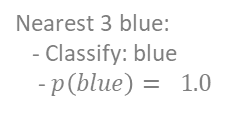 Nearest 3 blue:
- Classify: blue
- p(blue) = 1.0